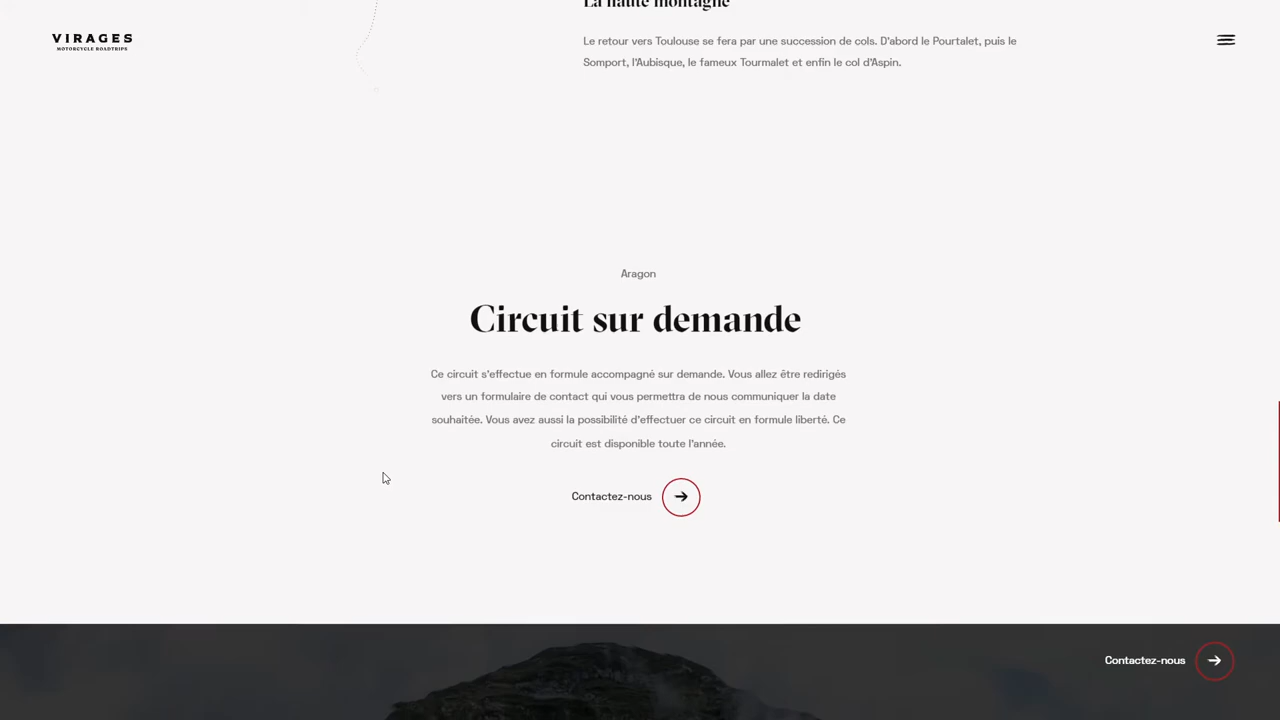 La haute montagne
VIRAGES
MOTORCYCLE ROADTRIPS
Le retour vers Toulouse se fera par une succession de cols. D'abord le Pourtalet, puis le
Somport, l'Aubisque, le fameux Tourmalet et enfin le col d'Aspin.
Aragon
Circuit sur demande
Ce circuit s'effectue en formule accompagné sur demande. Vous allez être redirigés
vers un formulaire de contact qui vous permettra de nous communiquer la date
souhaitée. Vous avez aussi la possibilité d'effectuer ce circuit en formule liberté. Ce
circuit est disponible toute l'année.
Contactez-nous
Contactez-nous